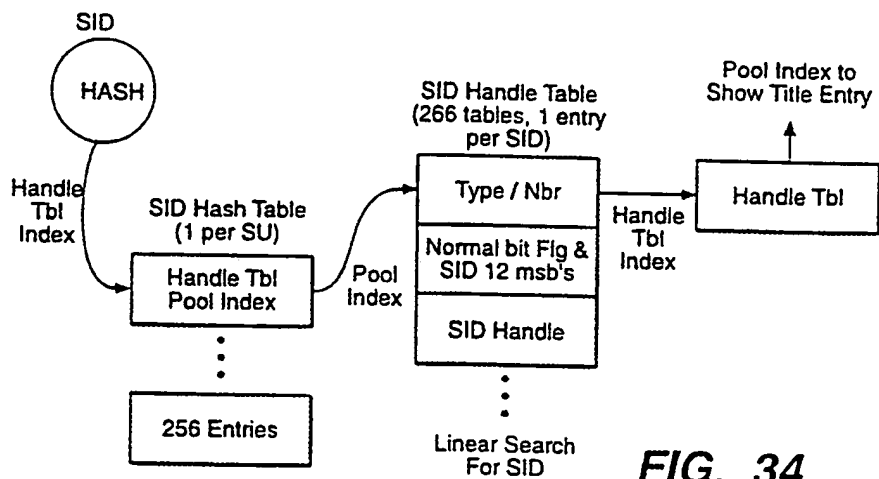 SID
HASH
Handle
Tbl
Index
SID Hash Table
(1 per SU)
Handle Tbl
Pool Index
256 Entries
Pool
Index
SID Handle Table
(266 tables, 1 entry
per SID)
Type / Nbr
Normal bit Flg &
SID 12 msb's
SID Handle
Linear Search
For SID
Handle
Tbl
Index
Pool Index to
Show Title Entry
Handle Tbl
FIG. 34